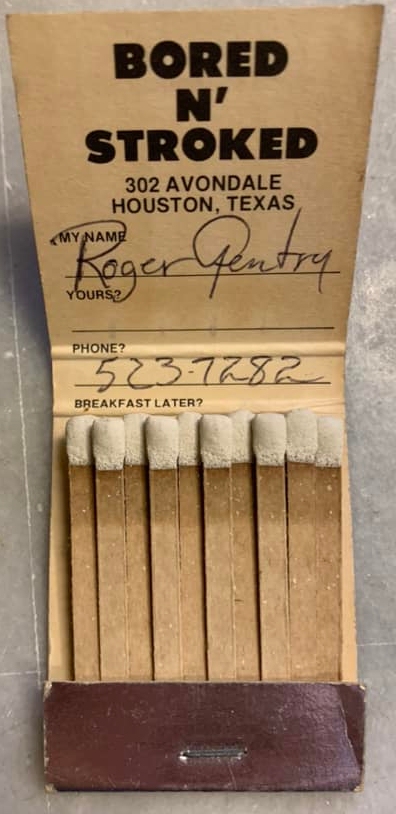 BORED
N'
STROKED
302 AVONDALE
HOUSTON, TEXAS
MY NAME
Roger Gentry
YOURS?
PHONE?
523-7282
BREAKFAST LATER?